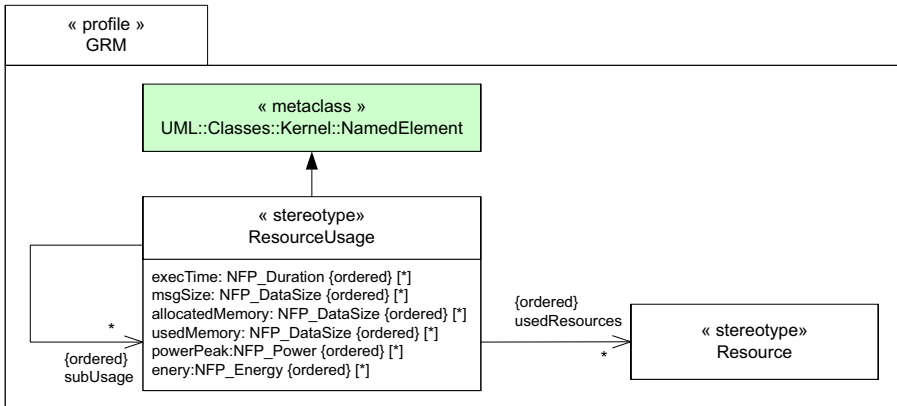 « profile »
GRM
« metaclass »
UML::Classes::Kernel::NamedElement
« stereotype»
ResourceUsage
execTime: NFP_Duration {ordered} [*]
msgSize: NFP_DataSize {ordered} [*]
allocatedMemory: NFP_DataSize {ordered} [*]
usedMemory: NFP_DataSize {ordered} [*]
powerPeak:NFP_Power {ordered} [*]
enery:NFP_Energy {ordered} [*]
*
{ordered}
subUsage
{ordered}
usedResources
*
« stereotype»
Resource